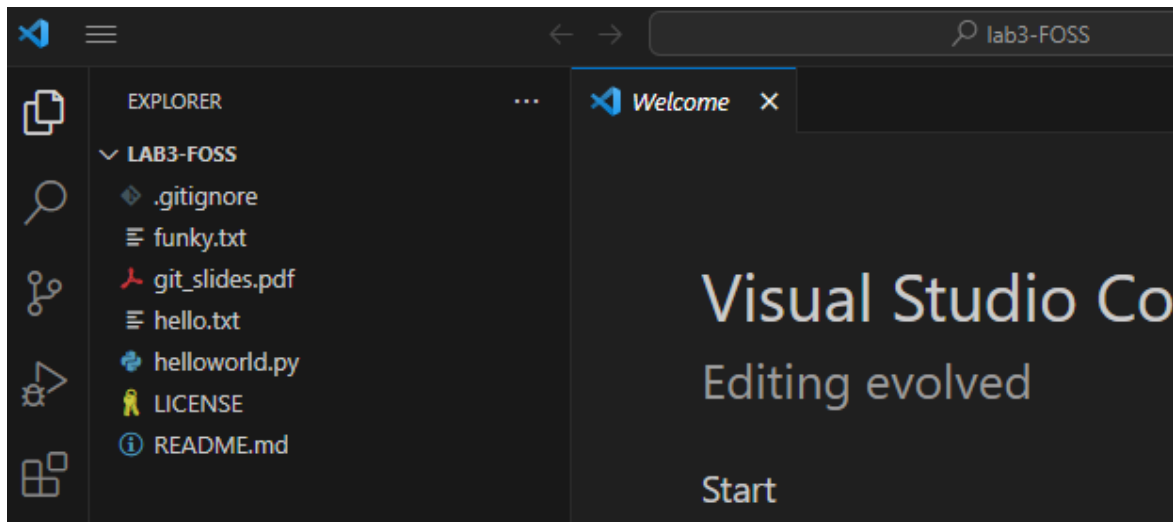 lab3-FOSS
EXPLORER
Welcome
LAB3-FOSS
.gitignore
funky.txt
git_slides.pdf
hello.txt
helloworld.py
LICENSE
README.md
Visual Studio Co
Editing evolved
Start